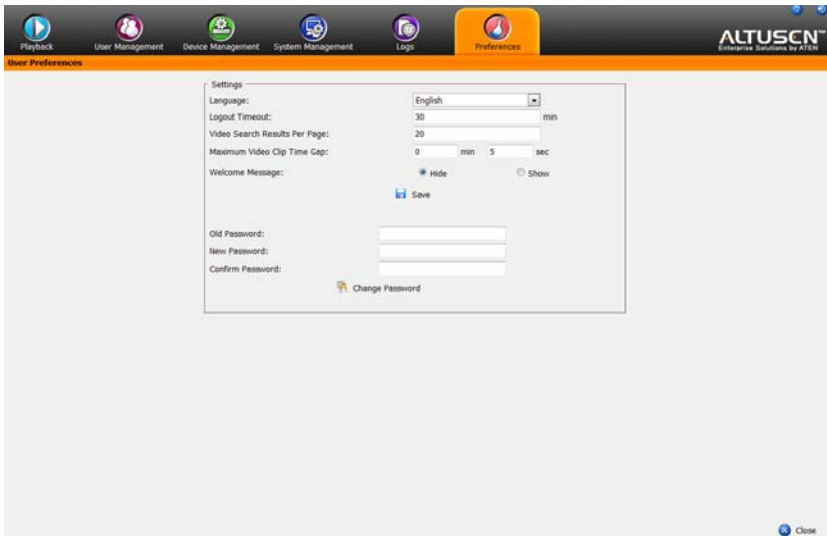 Playback
User Management
Device Management
System Management
Logs
Preferences
ALTUSEN™
Enterprise Solutions by ATEN
User Preferences
Settings
Language: English
Logout Timeout: 30 min
Video Search Results Per Page: 20
Maximum Video Clip Time Gap: 0 min 5 sec
Welcome Message: Hide Show
Save
Old Password:
New Password:
Confirm Password:
Change Password
Close